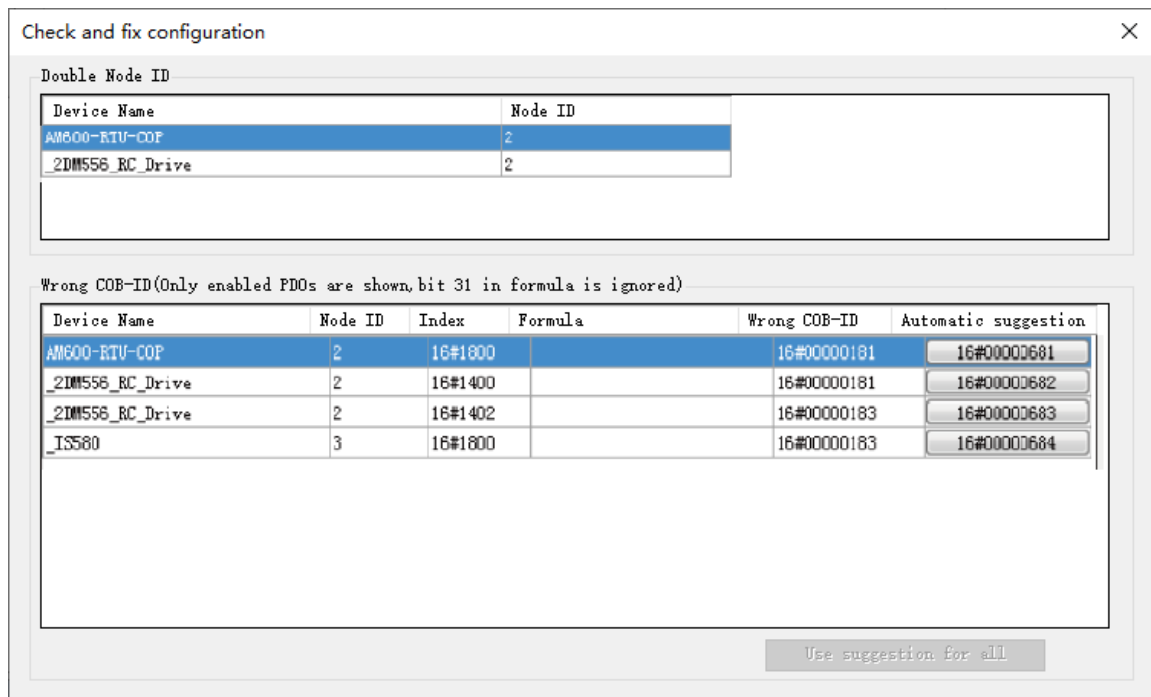 Check and fix configuration
Double Node ID
Device Name Node ID
AM600-RTU-COP 2
_2DM556_RC_Drive 2
Wrong COB-ID(Only enabled PDOs are shown,bit 31 in formula is ignored)
Device Name Node ID Index Formula Wrong COB-ID Automatic suggestion
AM600-RTU-COP 2 16#1800 16#00000181 16#00000681
_2DM556_RC_Drive 2 16#1400 16#00000181 16#00000682
_2DM556_RC_Drive 2 16#1402 16#00000183 16#00000683
_IS580 3 16#1800 16#00000183 16#00000684
Use suggestion for all